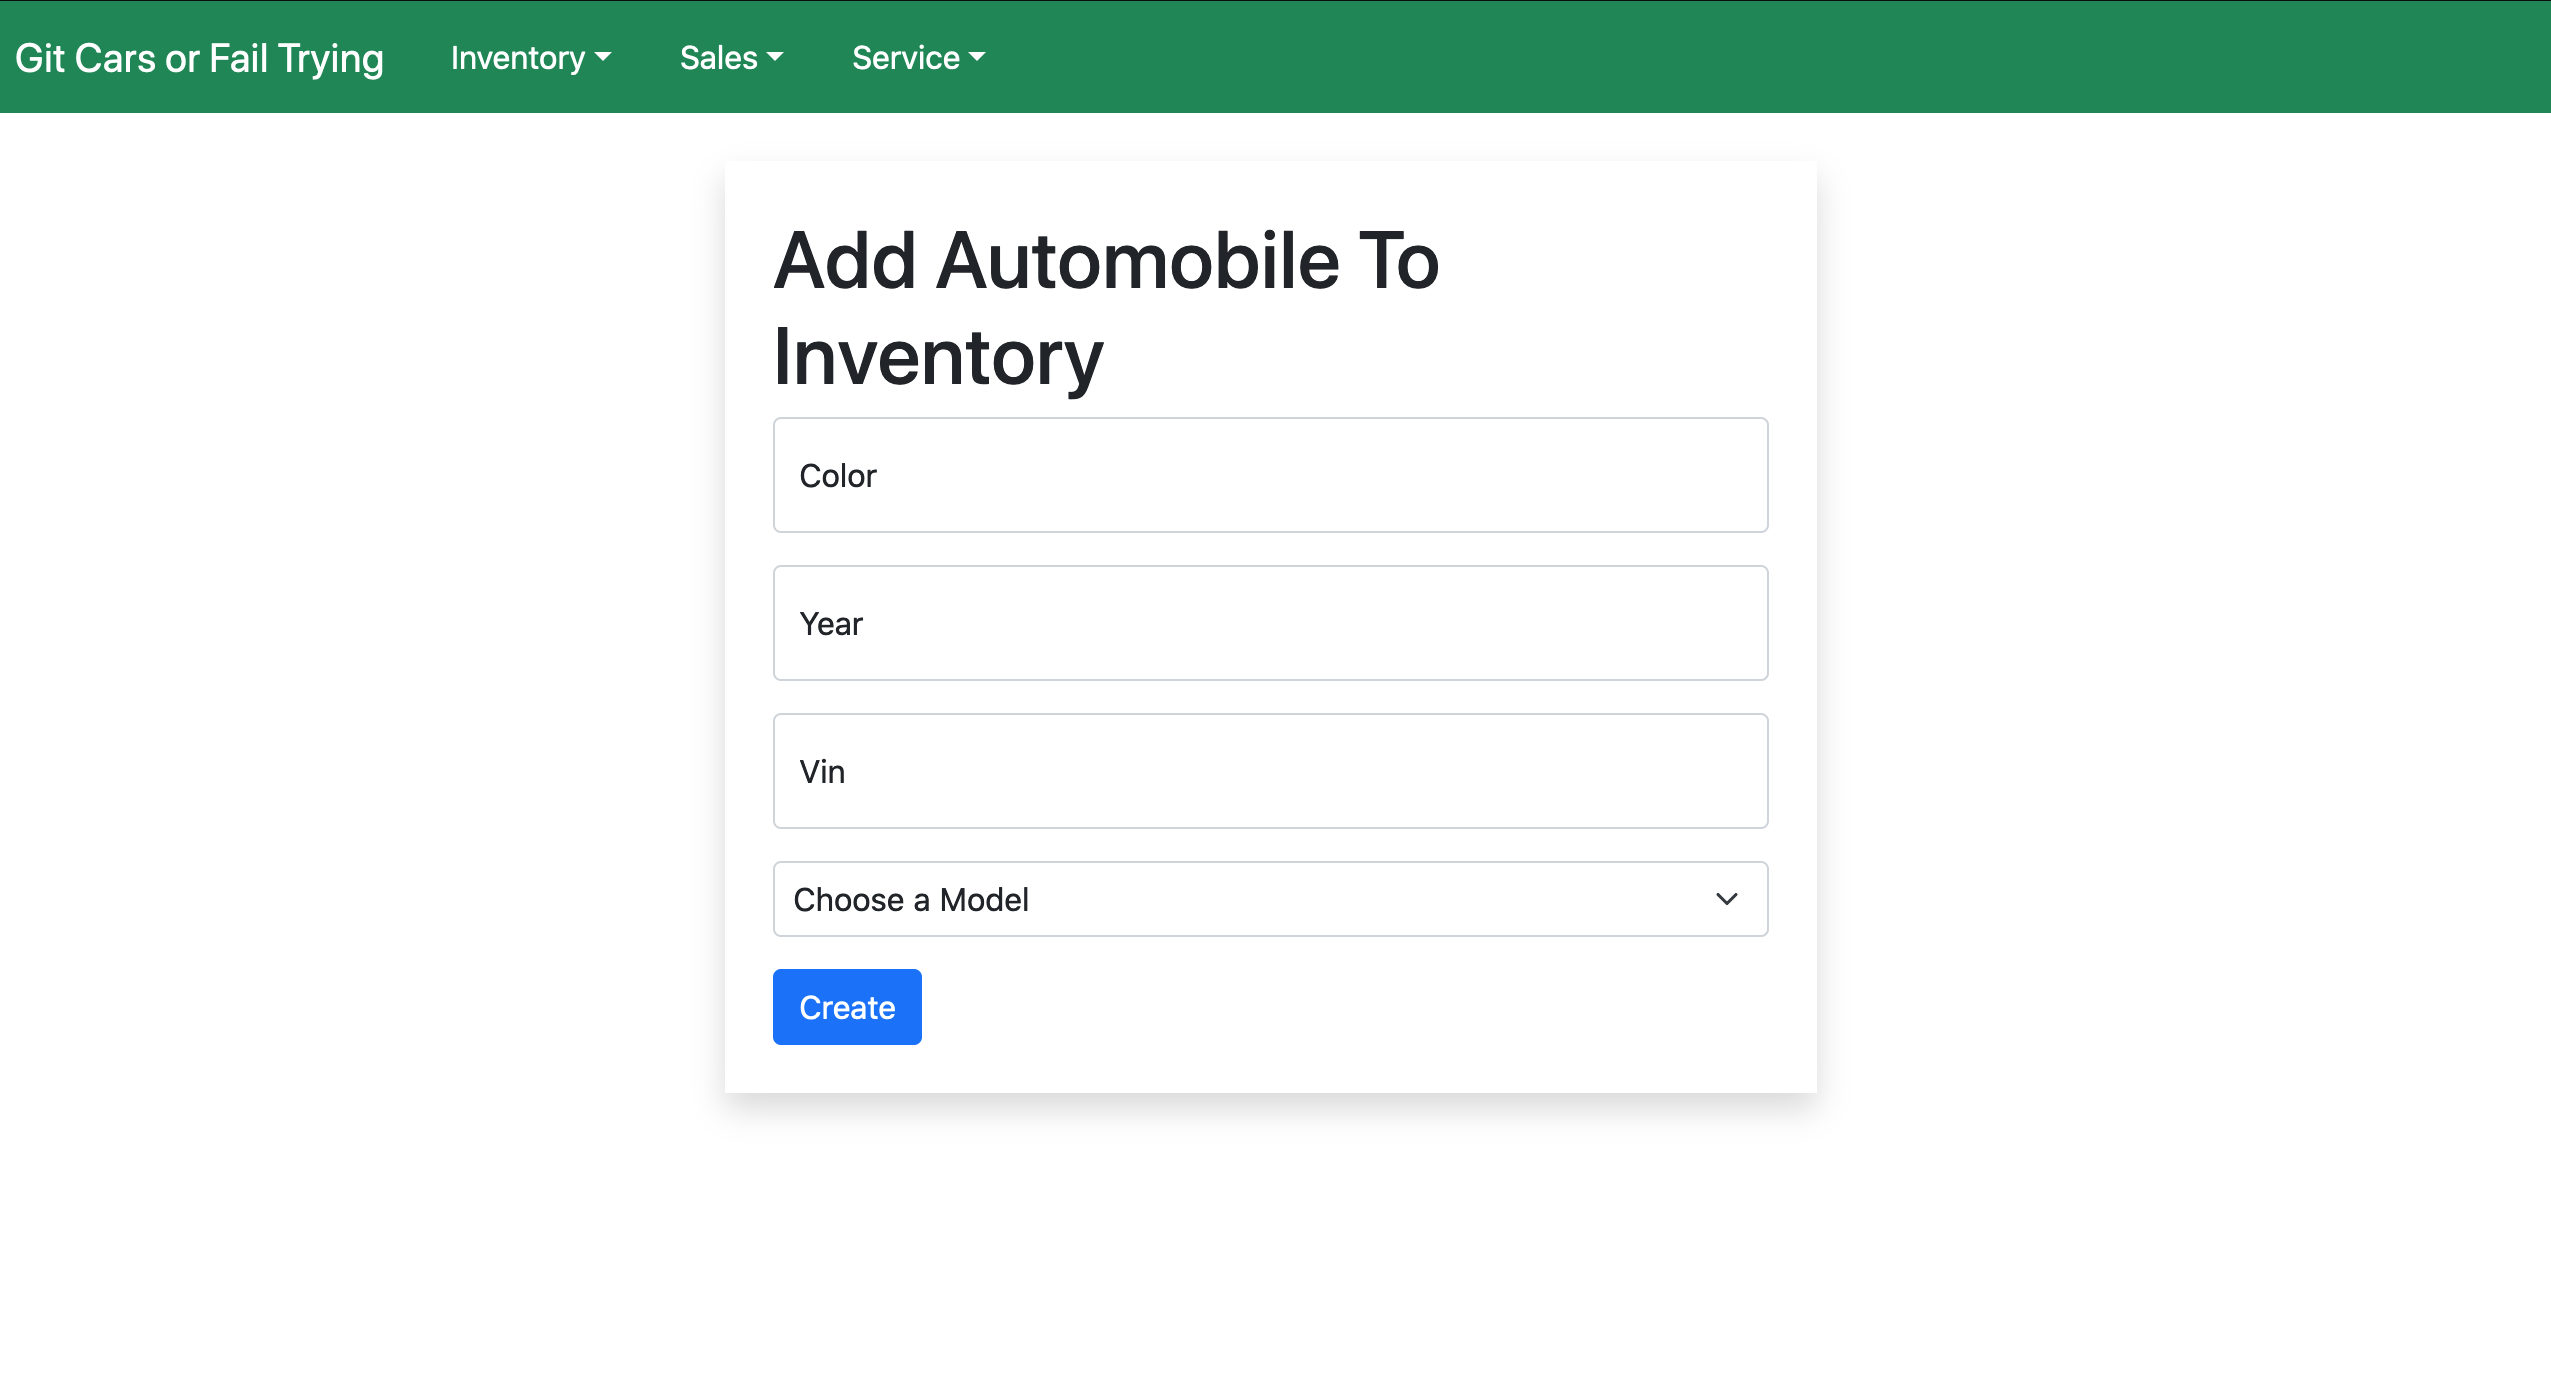 Git Cars or Fail Trying Inventory Sales Service
Add Automobile To
Inventory
Color
Year
Vin
Choose a Model
Create